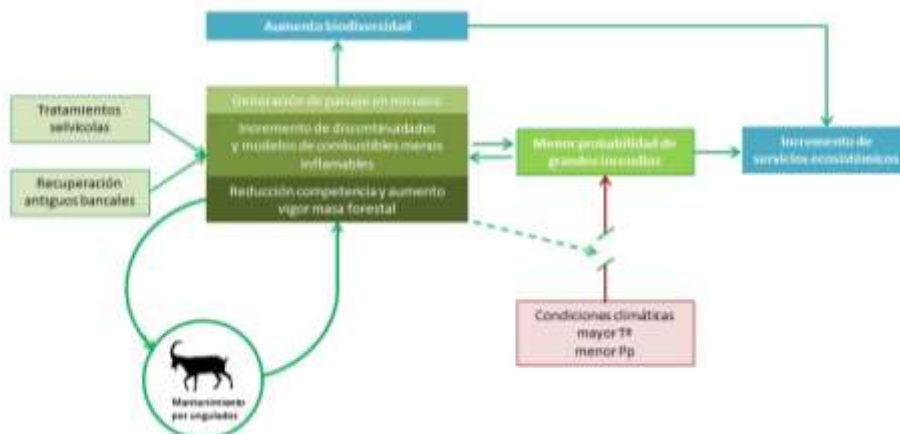 Aumento biodiversidad
Tratamientos
selvícolas
Recuperación
antiguos bancales
Generación de paisaje en mosaico
Incremento de discontinuidades
y modelos de combustibles menos
inflamables
Reducción competencia y aumento
vigor masa forestal
Menor probabilidad de
grandes incendios
Incremento de
servicios ecosistémicos
Condiciones climáticas
mayor Tª
menor Pp
Mantenimiento
por ungulados